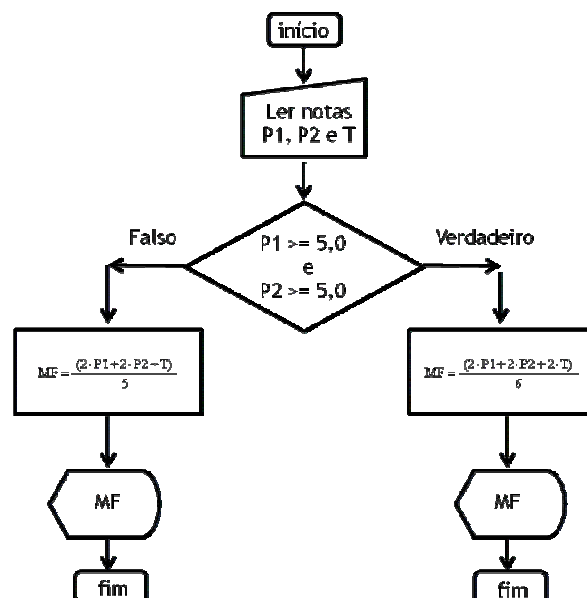 início
Ler notas
P1, P2 e T
Falso
P1 >= 5,0
e
P2 >= 5,0
Verdadeiro
MF = (2·P1+2·P2-T)
5
MF = (2·P1+2·P2+2·T)
6
MF
MF
fim
fim